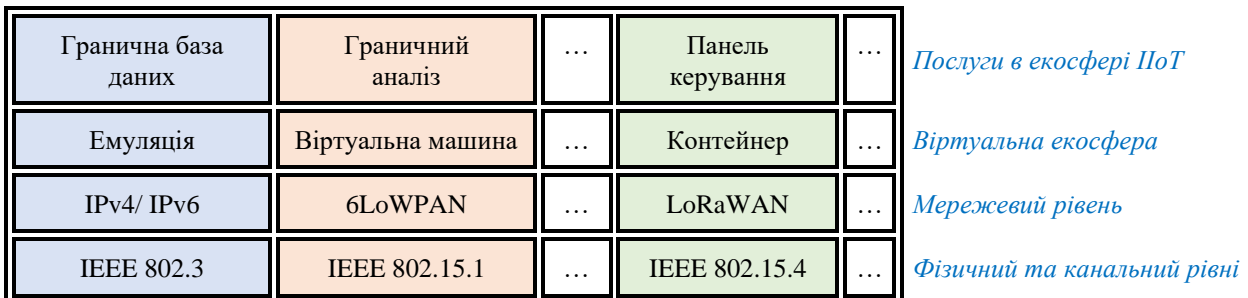 Гранична база
даних
Граничний
аналіз
…
Панель
керування
…
Послуги в екосфері ІІоТ
Емуляція
Віртуальна машина
…
Контейнер
…
Віртуальна екосфера
IPv4/ IPv6
6LoWPAN
…
LoRaWAN
…
Мережевий рівень
IEEE 802.3
IEEE 802.15.1
…
IEEE 802.15.4
…
Фізичний та канальний рівні